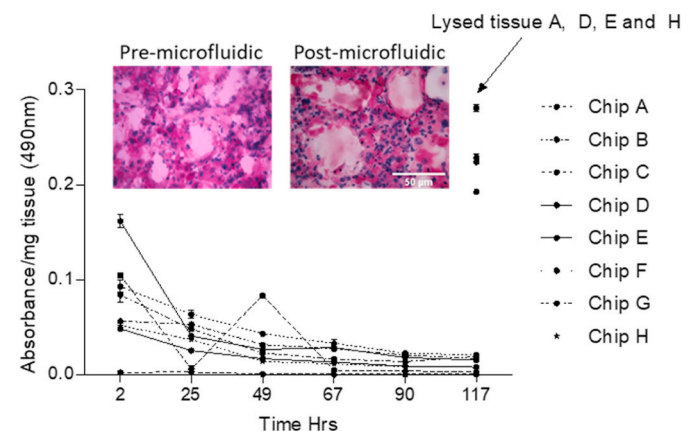 Lysed tissue A, D, E and H
Pre-microfluidic
Post-microfluidic
50 µm
Absorbance/mg tissue (490nm)
0.3
0.2
0.1
0.0
2 25 49 67 90 117
Time Hrs
Chip A
Chip B
Chip C
Chip D
Chip E
Chip F
Chip G
Chip H